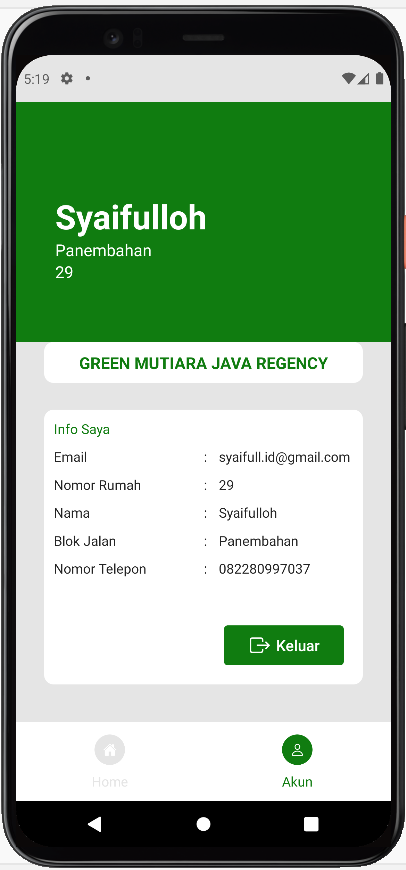 5:19
Syaifulloh
Panembahan
29
GREEN MUTIARA JAVA REGENCY
Info Saya
Email : syaifull.id@gmail.com
Nomor Rumah : 29
Nama : Syaifulloh
Blok Jalan : Panembahan
Nomor Telepon : 082280997037
Keluar
Home Akun